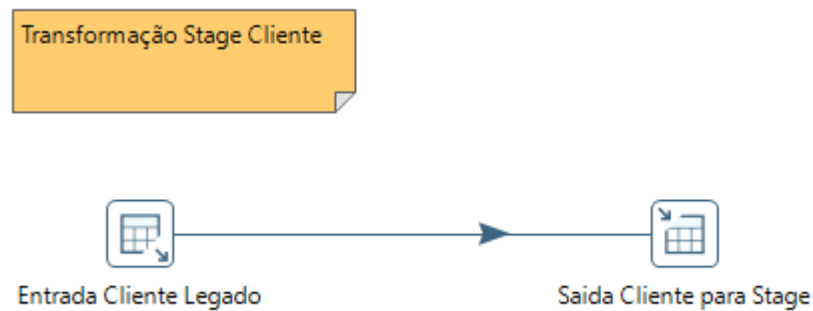 Transformação Stage Cliente
Entrada Cliente Legado
Saida Cliente para Stage